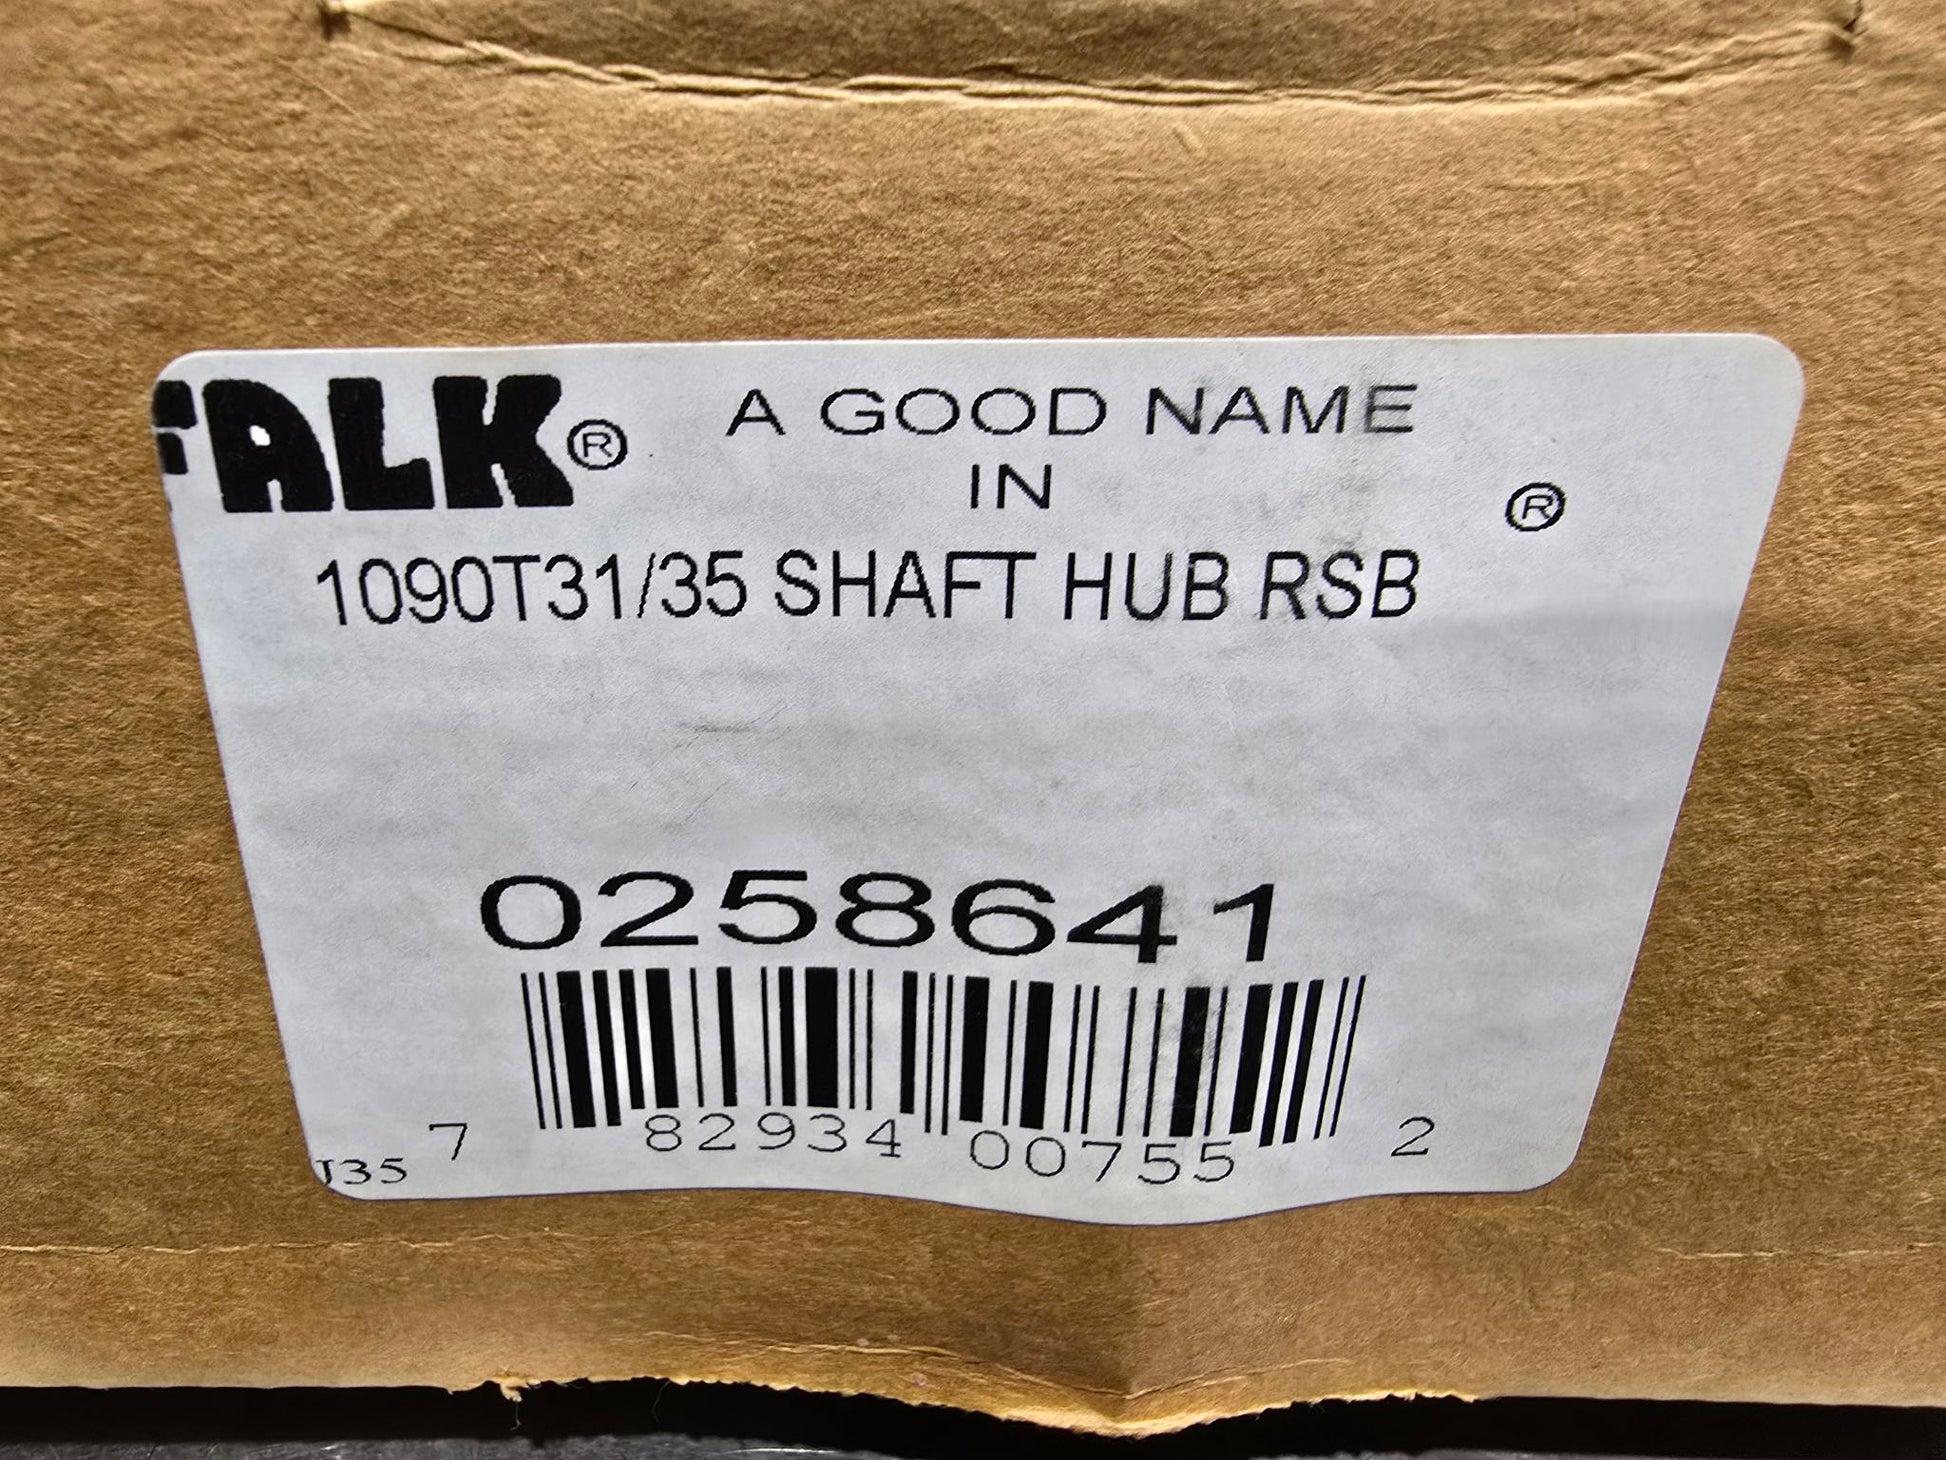 FALK® A GOOD NAME
IN ®
1090T31/35 SHAFT HUB RSB
0258641
7 82934 00755 2
J35